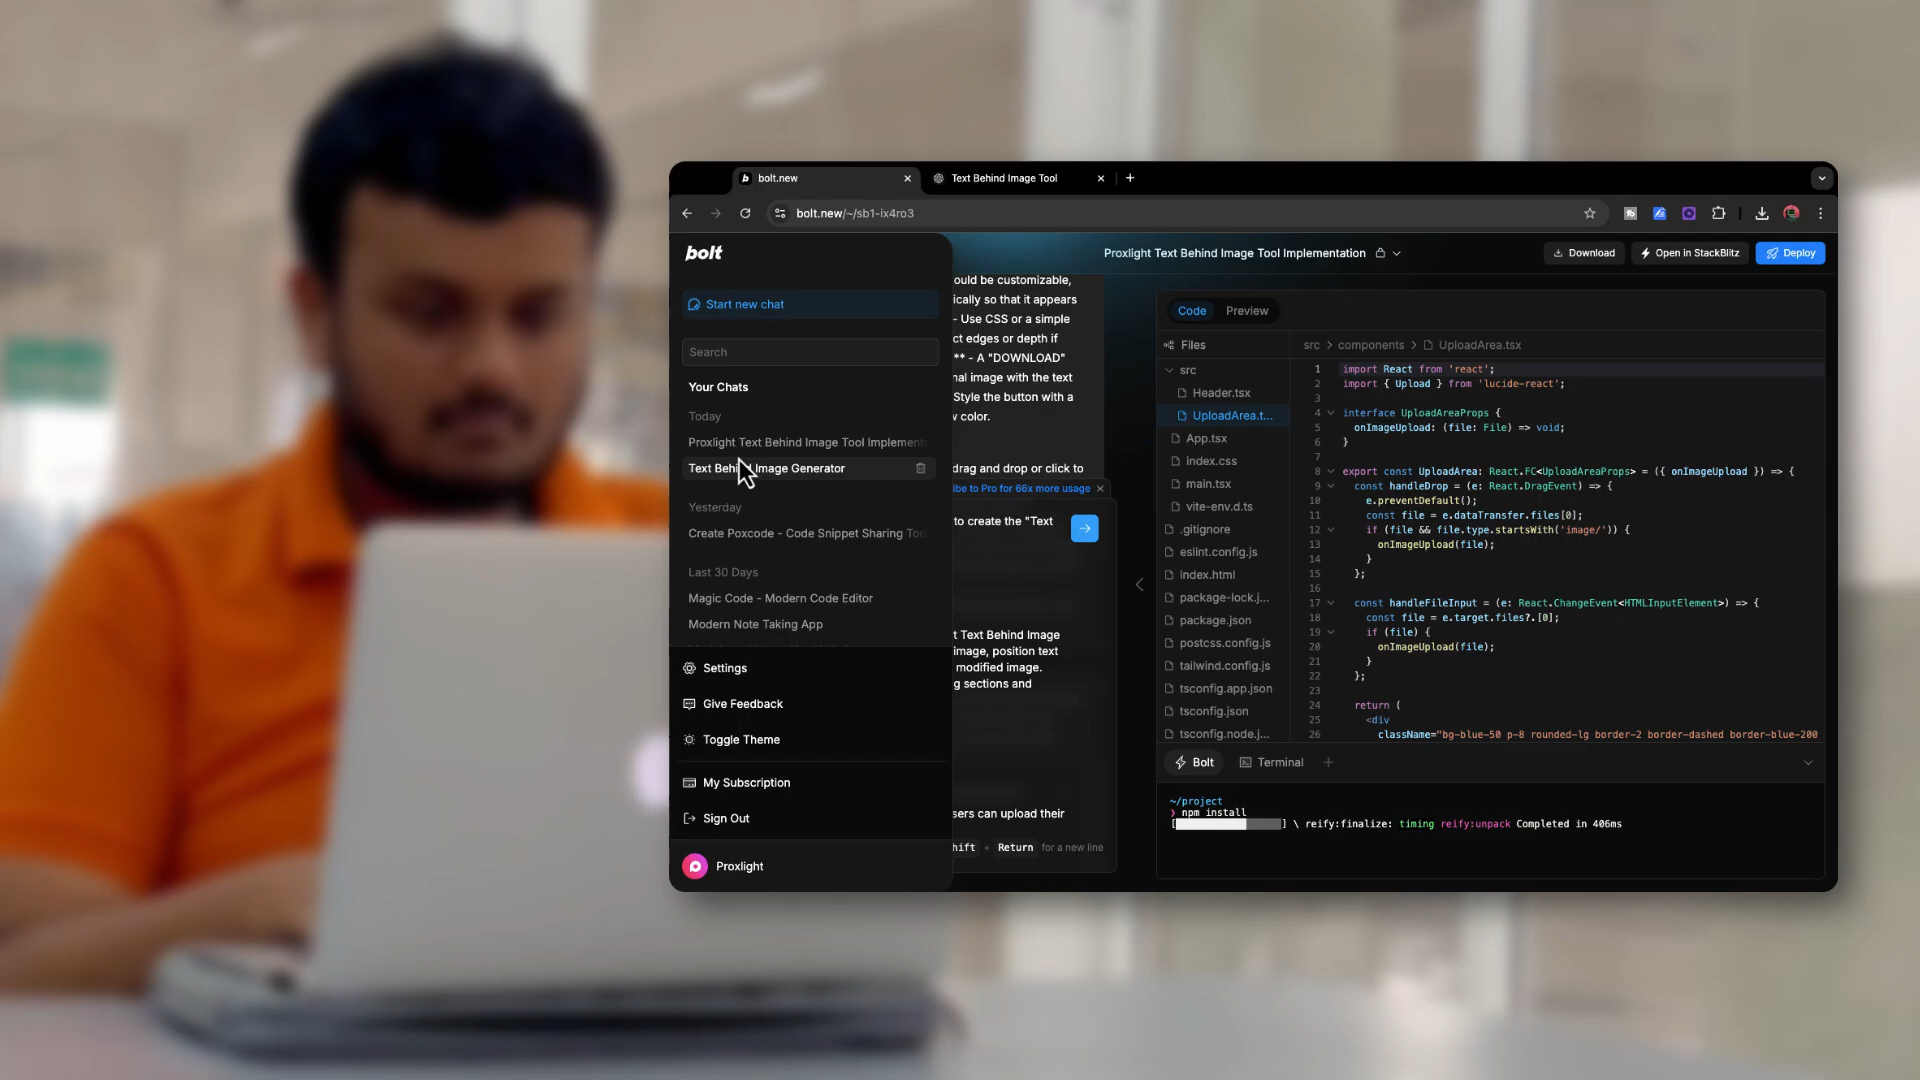 bolt.new
Text Behind Image Tool
bolt.new/~/sb1-ix4ro3
bolt
Proxlight Text Behind Image Tool Implementation
Download
Open in StackBlitz
Deploy
Start new chat
Search
Your Chats
Today
Proxlight Text Behind Image Tool Implement
Text Behind Image Generator
Yesterday
Create Poxcode - Code Snippet Sharing Too
Last 30 Days
Magic Code - Modern Code Editor
Modern Note Taking App
Settings
Give Feedback
Toggle Theme
My Subscription
Sign Out
Proxlight
ould be customizable,
ically so that it appears
- Use CSS or a simple
ct edges or depth if
** - A "DOWNLOAD"
nal image with the text
Style the button with a
w color.
drag and drop or click to
ibe to Pro for 66x more usage
to create the "Text
t Text Behind Image
image, position text
modified image.
g sections and
sers can upload their
hift + Return for a new line
Code
Preview
Files
src
Header.tsx
UploadArea.t...
App.tsx
index.css
main.tsx
vite-env.d.ts
.gitignore
eslint.config.js
index.html
package-lock.j...
package.json
postcss.config.js
tailwind.config.js
tsconfig.app.json
tsconfig.json
tsconfig.node.j...
src > components > UploadArea.tsx
1 import React from 'react';
2 import { Upload } from 'lucide-react';
3
4 interface UploadAreaProps {
5 onImageUpload: (file: File) => void;
6 }
7
8 export const UploadArea: React.FC<UploadAreaProps> = ({ onImageUpload }) => {
9 const handleDrop = (e: React.DragEvent) => {
10 e.preventDefault();
11 const file = e.dataTransfer.files[0];
12 if (file && file.type.startsWith('image/')) {
13 onImageUpload(file);
14 }
15 };
16
17 const handleFileInput = (e: React.ChangeEvent<HTMLInputElement>) => {
18 const file = e.target.files?.[0];
19 if (file) {
20 onImageUpload(file);
21 }
22 };
23
24 return (
25 <div
26 className="bg-blue-50 p-8 rounded-lg border-2 border-dashed border-blue-200
Bolt
Terminal
~/project
❯ npm install
[ ] \ reify:finalize: timing reify:unpack Completed in 406ms